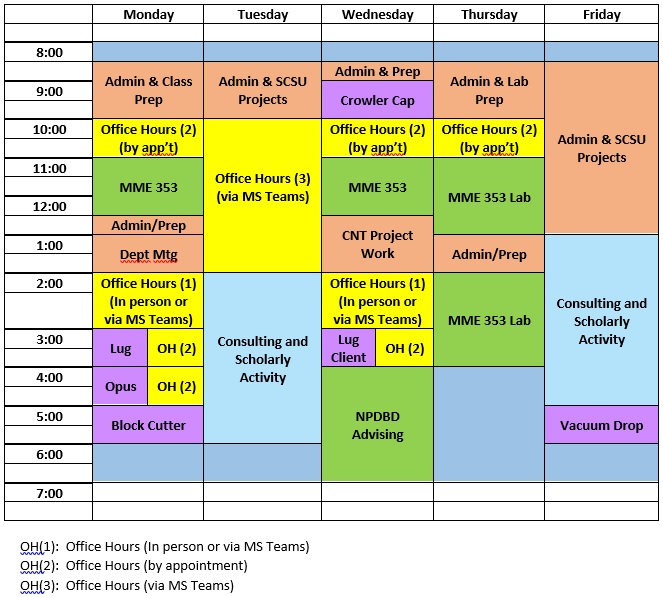 Monday Tuesday Wednesday Thursday Friday
8:00
Admin & Class
Prep
Admin & SCSU
Projects
Admin & Prep
Admin & Lab
Prep
9:00
Crowler Cap
Admin & SCSU
Projects
10:00
Office Hours (2)
(by app't)
Office Hours (3)
(via MS Teams)
Office Hours (2)
(by app't)
Office Hours (2)
(by app't)
11:00
MME 353
MME 353
MME 353 Lab
12:00
Admin/Prep
CNT Project
Work
1:00
Dept Mtg
Admin/Prep
Consulting and
Scholarly
Activity
2:00
Office Hours (1)
(In person or
via MS Teams)
Consulting and
Scholarly
Activity
Office Hours (1)
(In person or
via MS Teams)
MME 353 Lab
3:00
Lug
OH (2)
Lug
Client
OH (2)
4:00
Opus
OH (2)
NPDBD
Advising
5:00
Block Cutter
Vacuum Drop
6:00
7:00
OH(1): Office Hours (In person or via MS Teams)
OH(2): Office Hours (by appointment)
OH(3): Office Hours (via MS Teams)